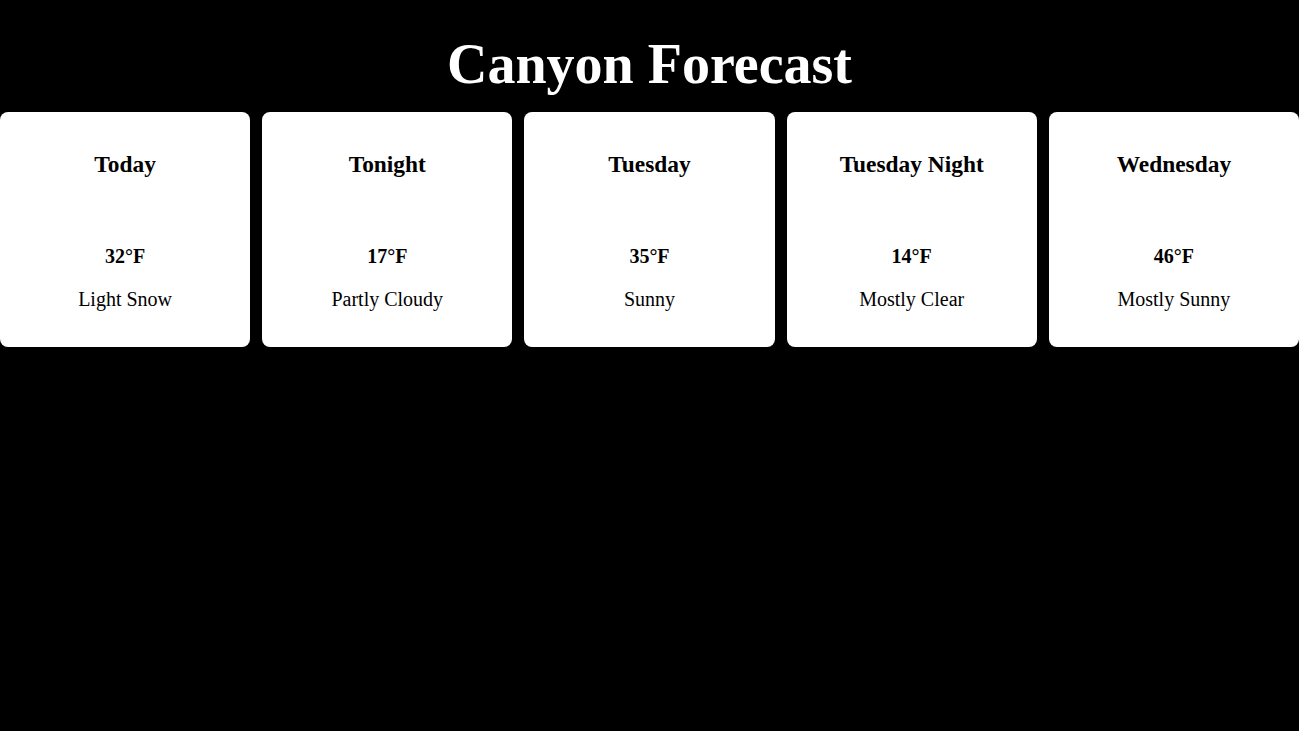 Canyon Forecast
Today
32°F
Light Snow
Tonight
17°F
Partly Cloudy
Tuesday
35°F
Sunny
Tuesday Night
14°F
Mostly Clear
Wednesday
46°F
Mostly Sunny